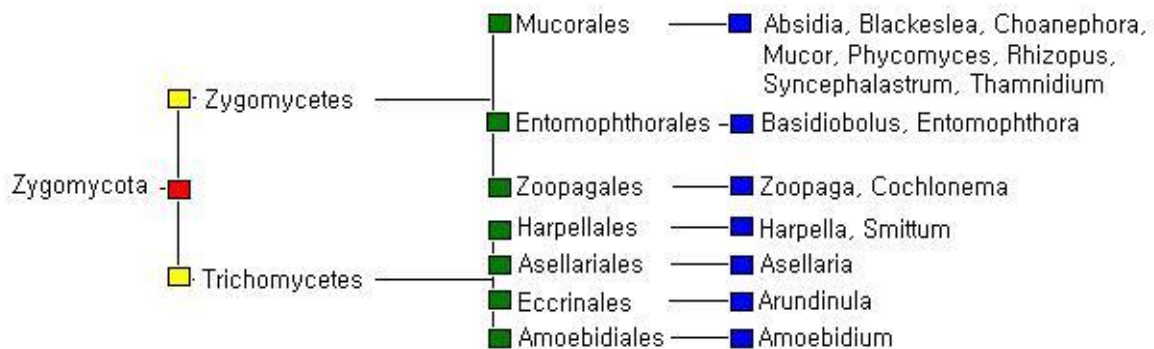 Mucorales
Absidia, Blackeslea, Choanephora,
Mucor, Phycomyces, Rhizopus,
Syncephalastrum, Thamnidium
Zygomycetes
Entomophthorales
Basidiobolus, Entomophthora
Zygomycota
Zoopagales
Zoopaga, Cochlonema
Harpellales
Harpella, Smittum
Trichomycetes
Asellariales
Asellaria
Eccrinales
Arundinula
Amoebidiales
Amoebidium